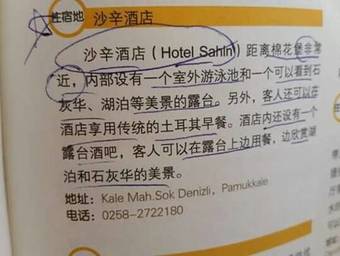 住宿地 沙辛酒店
沙辛酒店（Hotel Sahin）距离棉花堡非常
近，内部设有一个室外游泳池和一个可以看到石
灰华、湖泊等美景的露台。另外，客人还可以在
酒店享用传统的土耳其早餐。酒店内还设有一个
露台酒吧，客人可以在露台上边用餐，边欣赏湖
泊和石灰华的美景。
地址：Kale Mah.Sok Denizli，Pamukkale
电话：0258-2722180